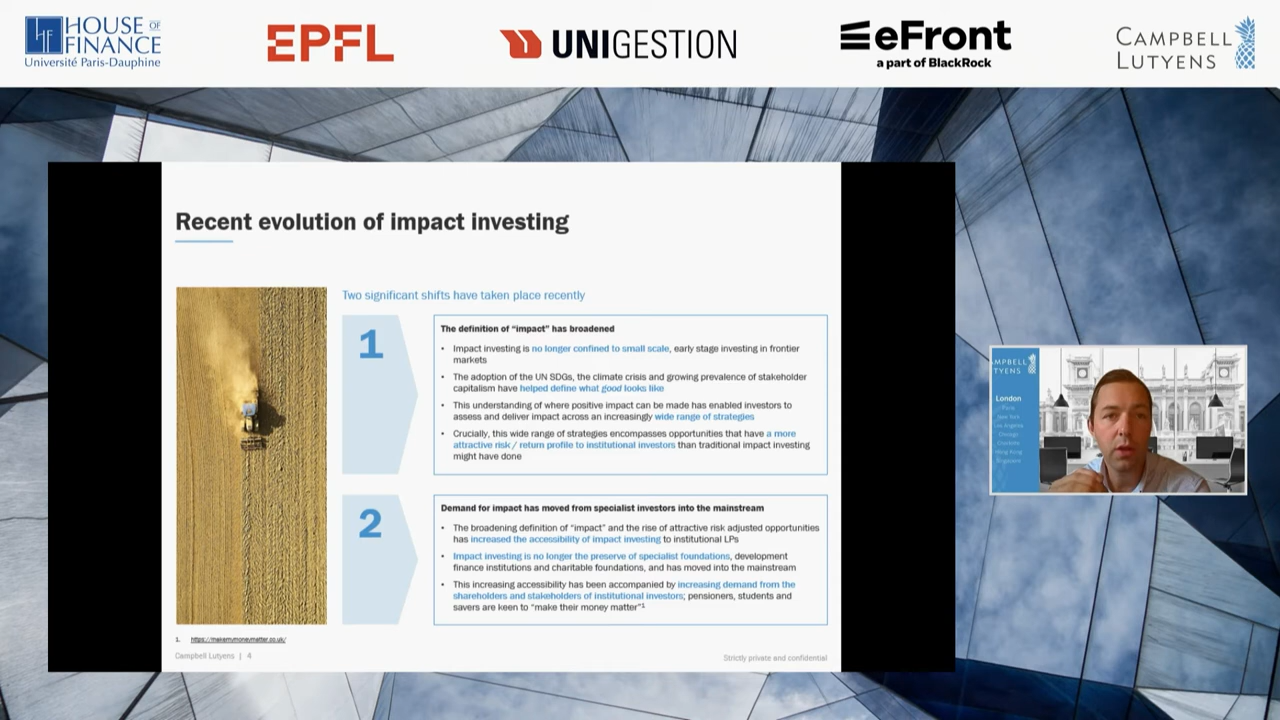 HOUSE OF
FINANCE
Université Paris-Dauphine
EPFL
UNIGESTION
eFront
a part of BlackRock
CAMPBELL
LUTYENS
Recent evolution of impact investing
Two significant shifts have taken place recently
1
The definition of “impact” has broadened
• Impact investing is no longer confined to small scale, early stage investing in frontier
markets
• The adoption of the UN SDGs, the climate crisis and growing prevalence of stakeholder
capitalism have helped define what good looks like
• This understanding of where positive impact can be made has enabled investors to
assess and deliver impact across an increasingly wide range of strategies
• Crucially, this wide range of strategies encompasses opportunities that have a more
attractive risk / return profile to institutional investors than traditional impact investing
might have done
2
Demand for impact has moved from specialist investors into the mainstream
• The broadening definition of “impact” and the rise of attractive risk adjusted opportunities
has increased the accessibility of impact investing to institutional LPs
• Impact investing is no longer the preserve of specialist foundations, development
finance institutions and charitable foundations, and has moved into the mainstream
• This increasing accessibility has been accompanied by increasing demand from the
shareholders and stakeholders of institutional investors; pensioners, students and
savers are keen to “make their money matter”1
1. https://makemymoneymatter.co.uk/
Campbell Lutyens | 4
Strictly private and confidential
MPBELL
TYENS
London
Paris
New York
Los Angeles
Chicago
Charlotte
Hong Kong
Singapore